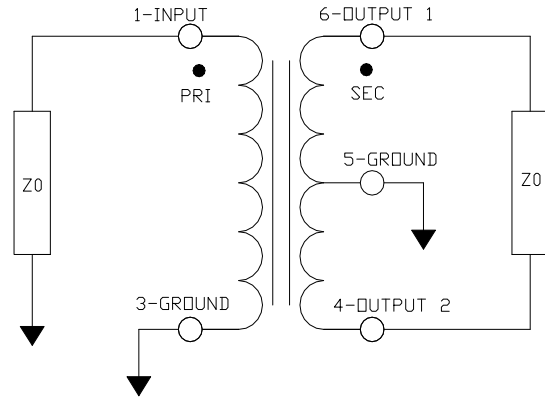 1-INPUT
6-OUTPUT 1
PRI
SEC
5-GROUND
Z0
Z0
3-GROUND
4-OUTPUT 2